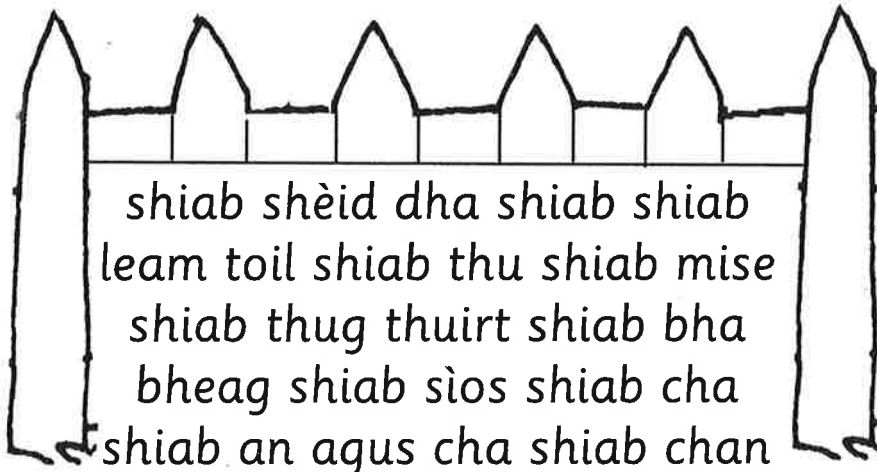 shiab shèid dha shiab shiab
leam toil shiab thu shiab mise
shiab thug thuirt shiab bha
bheag shiab sìos shiab cha
shiab an agus cha shiab chan